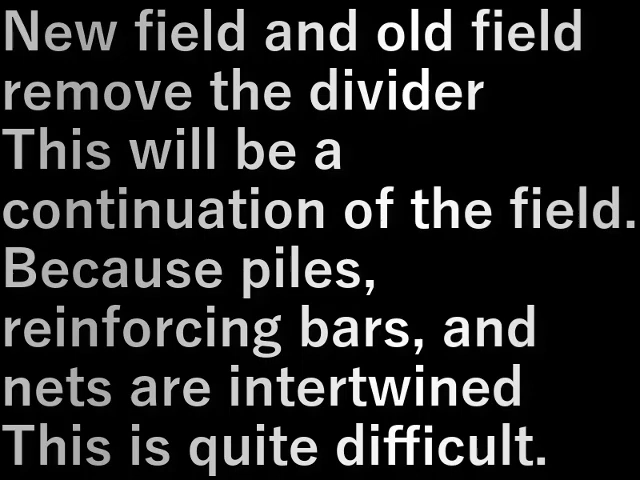 New field and old field
remove the divider
This will be a
continuation of the field.
Because piles,
reinforcing bars, and
nets are intertwined
This is quite difficult.